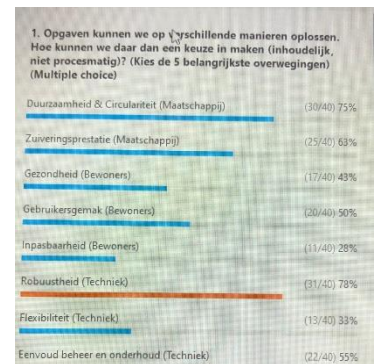 1. Opgaven kunnen we op verschillende manieren oplossen.
Hoe kunnen we daar dan een keuze in maken (inhoudelijk,
niet procesmatig)? (Kies de 5 belangrijkste overwegingen)
(Multiple choice)
Duurzaamheid & Circulariteit (Maatschappij) (30/40) 75%
Zuiveringsprestatie (Maatschappij) (25/40) 63%
Gezondheid (Bewoners) (17/40) 43%
Gebruikersgemak (Bewoners) (20/40) 50%
Inpasbaarheid (Bewoners) (11/40) 28%
Robuustheid (Techniek) (31/40) 78%
Flexibiliteit (Techniek) (13/40) 33%
Eenvoud beheer en onderhoud (Techniek) (22/40) 55%